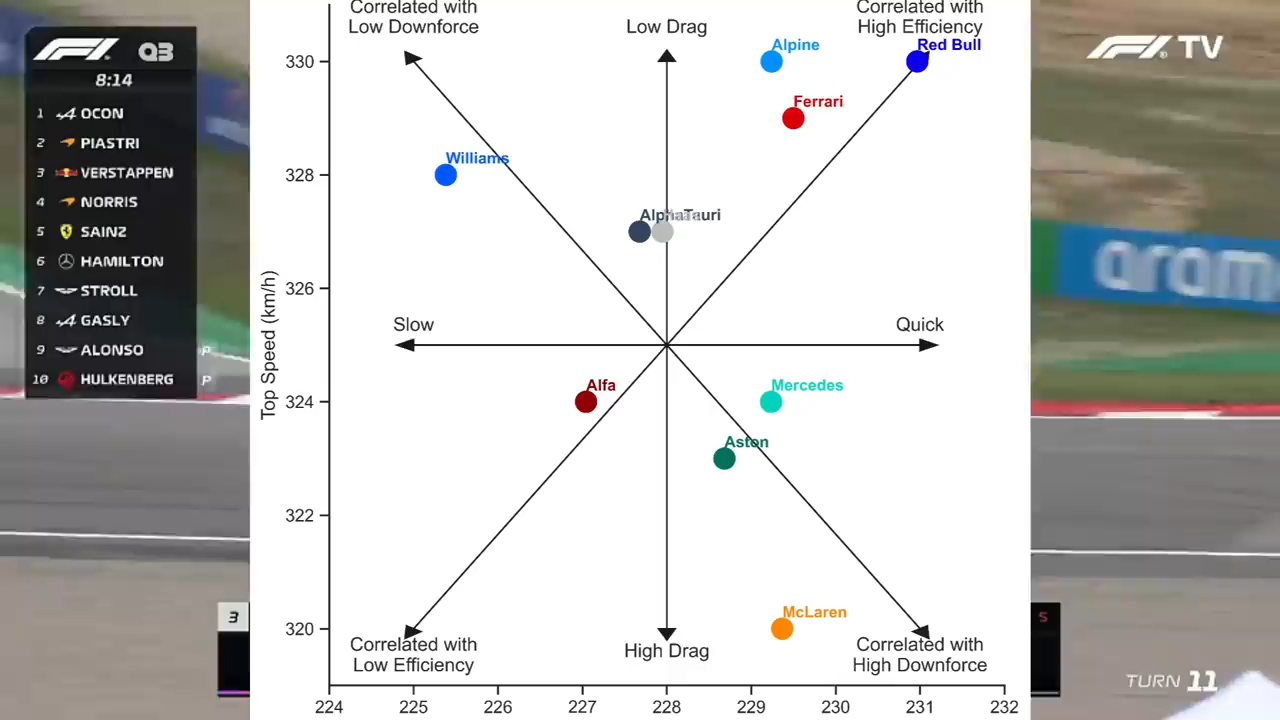 F1 Q3
8:14
1 OCON
2 PIASTRI
3 VERSTAPPEN
4 NORRIS
5 SAINZ
6 HAMILTON
7 STROLL
8 GASLY
9 ALONSO P
10 HULKENBERG P
3
Correlated with
Low Downforce
Low Drag
Correlated with
High Efficiency
Alpine
Red Bull
Ferrari
Williams
AlphaTauri
Slow
Quick
Alfa
Mercedes
Aston
McLaren
Correlated with
Low Efficiency
High Drag
Correlated with
High Downforce
Top Speed (km/h)
330
328
326
324
322
320
224 225 226 227 228 229 230 231 232
F1 TV
aram
S
TURN 11